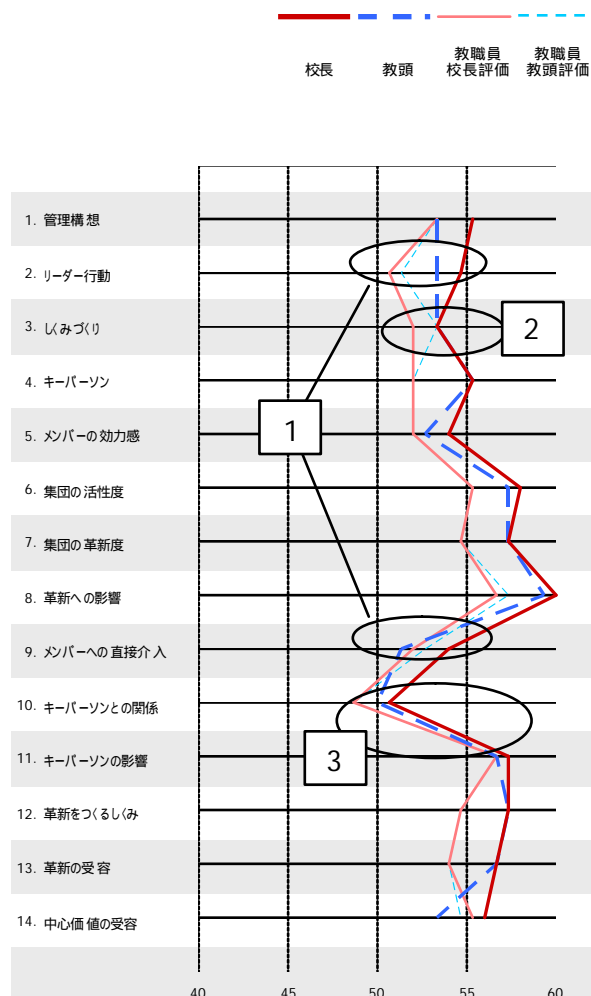 校長 教頭 教職員 教職員
校長評価 教頭評価
1. 管理構想
2. リーダー行動
2
3. しくみづくり
4. キーパーソン
1
5. メンバーの効力感
6. 集団の活性度
7. 集団の革新度
8. 革新への影響
9. メンバーへの直接介入
10. キーパーソンとの関係
3
11. キーパーソンの影響
12. 革新をつくるしくみ
13. 革新の受容
14. 中心価値の受容
40 45 50 55 60